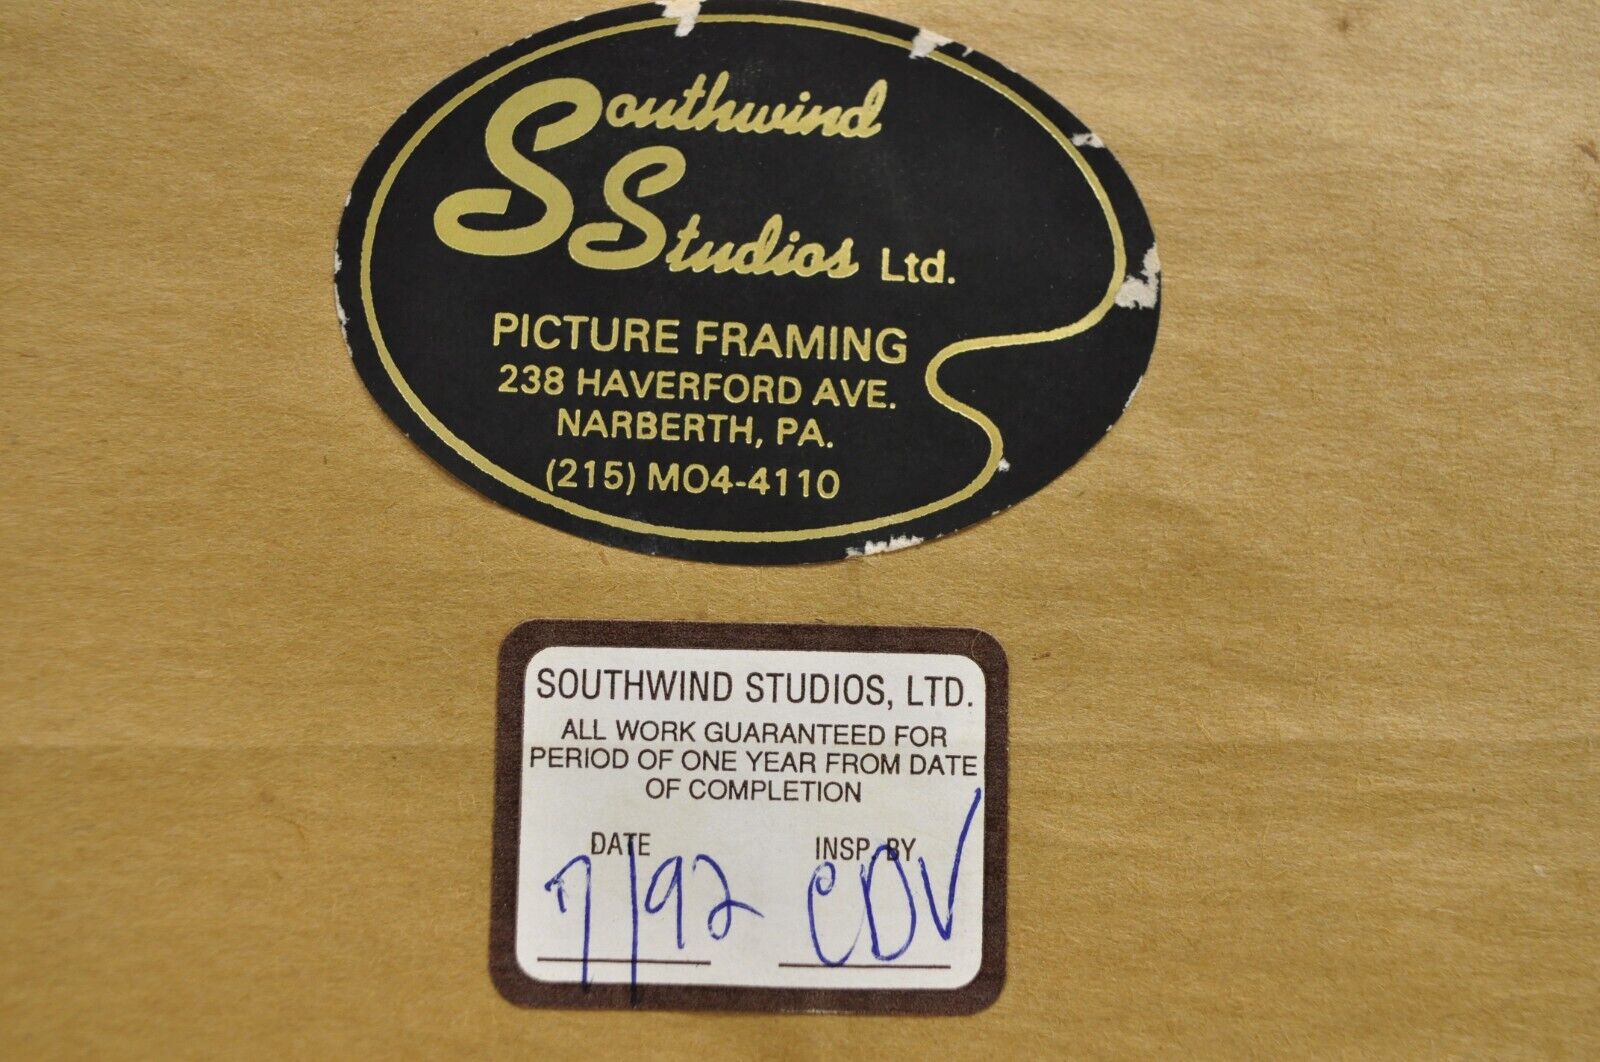 Southwind
Studios Ltd.
PICTURE FRAMING
238 HAVERFORD AVE.
NARBERTH, PA.
(215) MO4-4110
SOUTHWIND STUDIOS, LTD.
ALL WORK GUARANTEED FOR
PERIOD OF ONE YEAR FROM DATE
OF COMPLETION
DATE INSP. BY
7/92 CDV